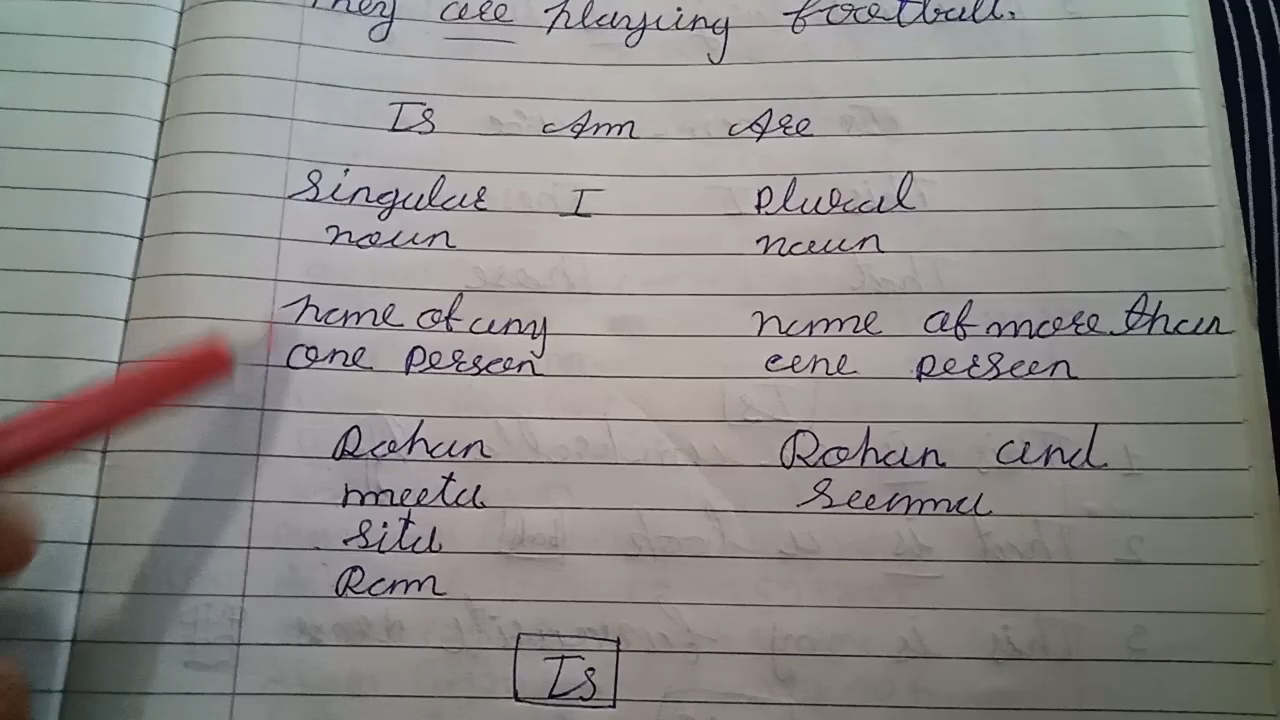 They are playing football.
Is Am Are
Singular I Plural
noun noun
name of any name of more than
one person one person
Rohan Rohan and
meeta Seema
sita
Ram
Is